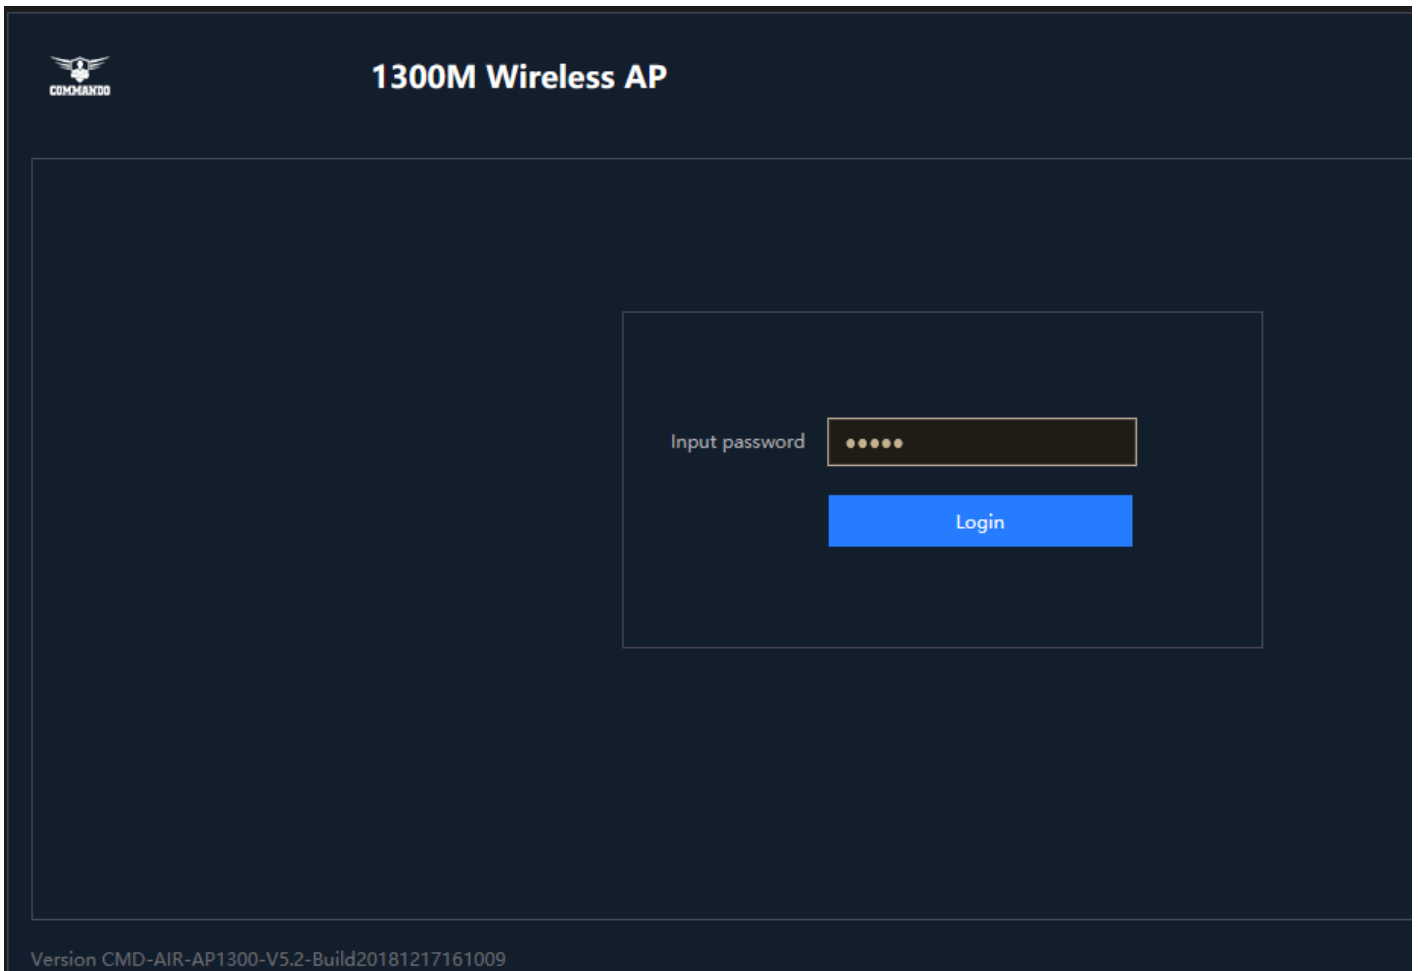 COMMANDO
1300M Wireless AP
Input password
Login
Version CMD-AIR-AP1300-V5.2-Build20181217161009